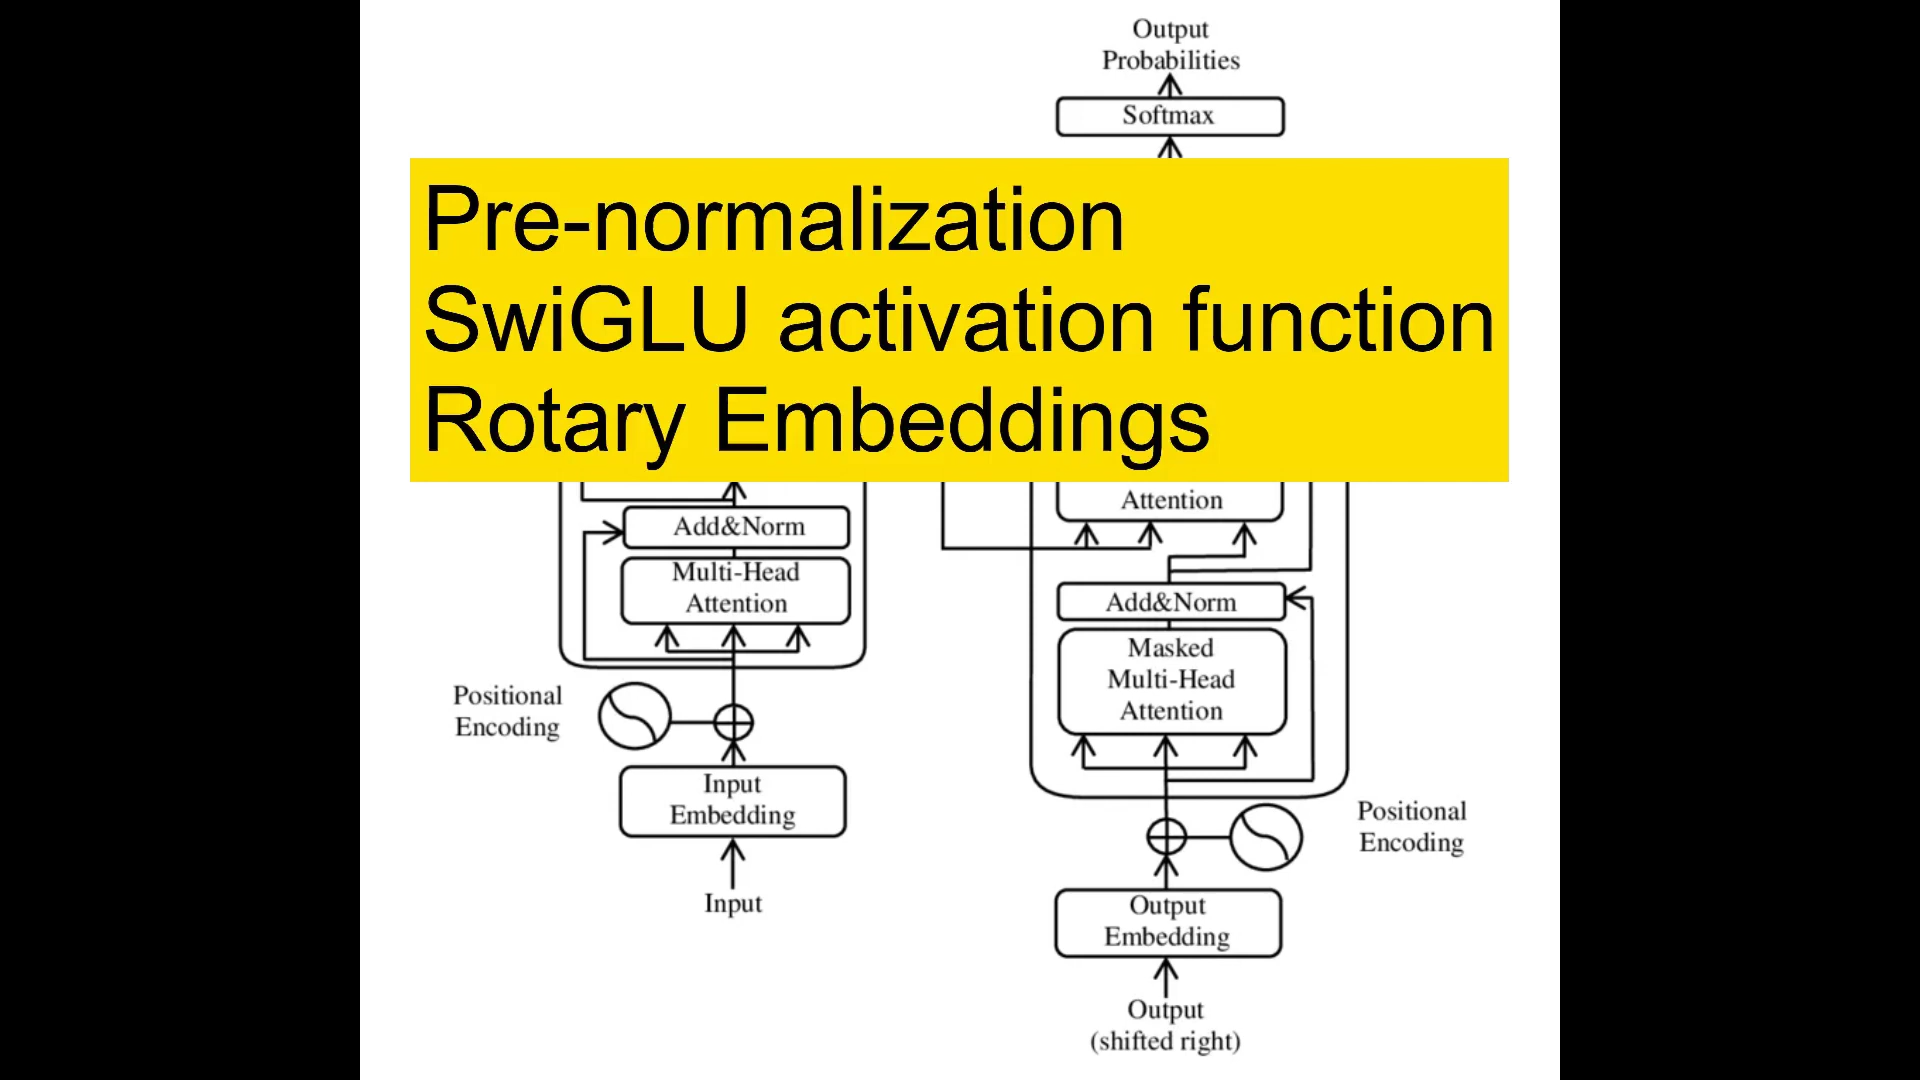 Output
Probabilities
Softmax
Pre-normalization
SwiGLU activation function
Rotary Embeddings
Add&Norm
Multi-Head
Attention
Positional
Encoding
Input
Embedding
Input
Attention
Add&Norm
Masked
Multi-Head
Attention
Positional
Encoding
Output
Embedding
Output
(shifted right)